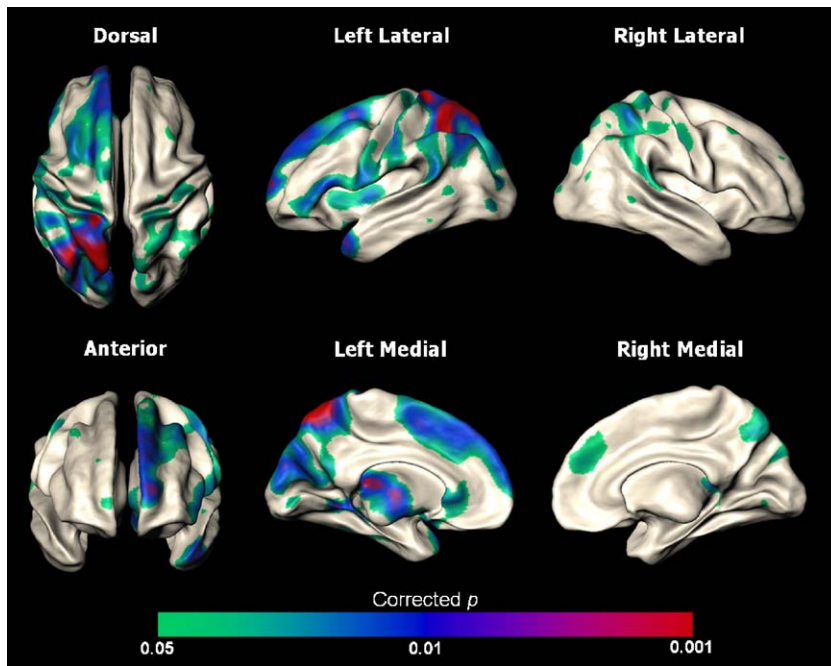 Dorsal
Left Lateral
Right Lateral
Anterior
Left Medial
Right Medial
Corrected p
0.05
0.01
0.001